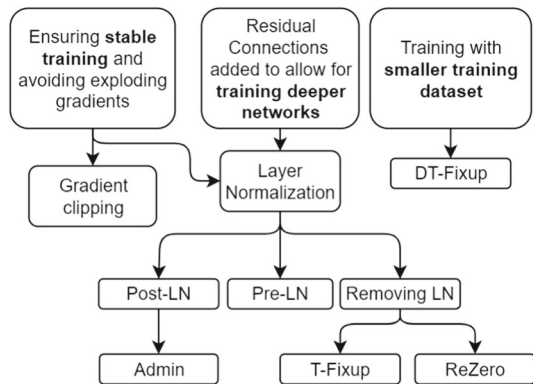 Ensuring stable
training and
avoiding exploding
gradients
Residual
Connections
added to allow for
training deeper
networks
Training with
smaller training
dataset
Gradient
clipping
Layer
Normalization
DT-Fixup
Post-LN
Pre-LN
Removing LN
Admin
T-Fixup
ReZero